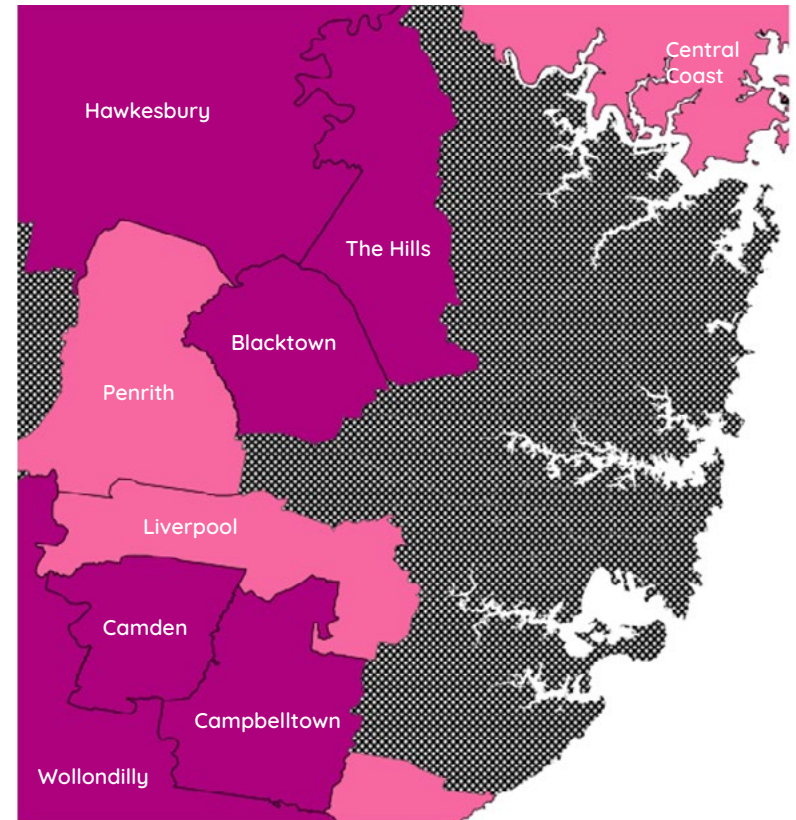 Central
Coast
Hawkesbury
The Hills
Blacktown
Penrith
Liverpool
Camden
Campbelltown
Wollondilly